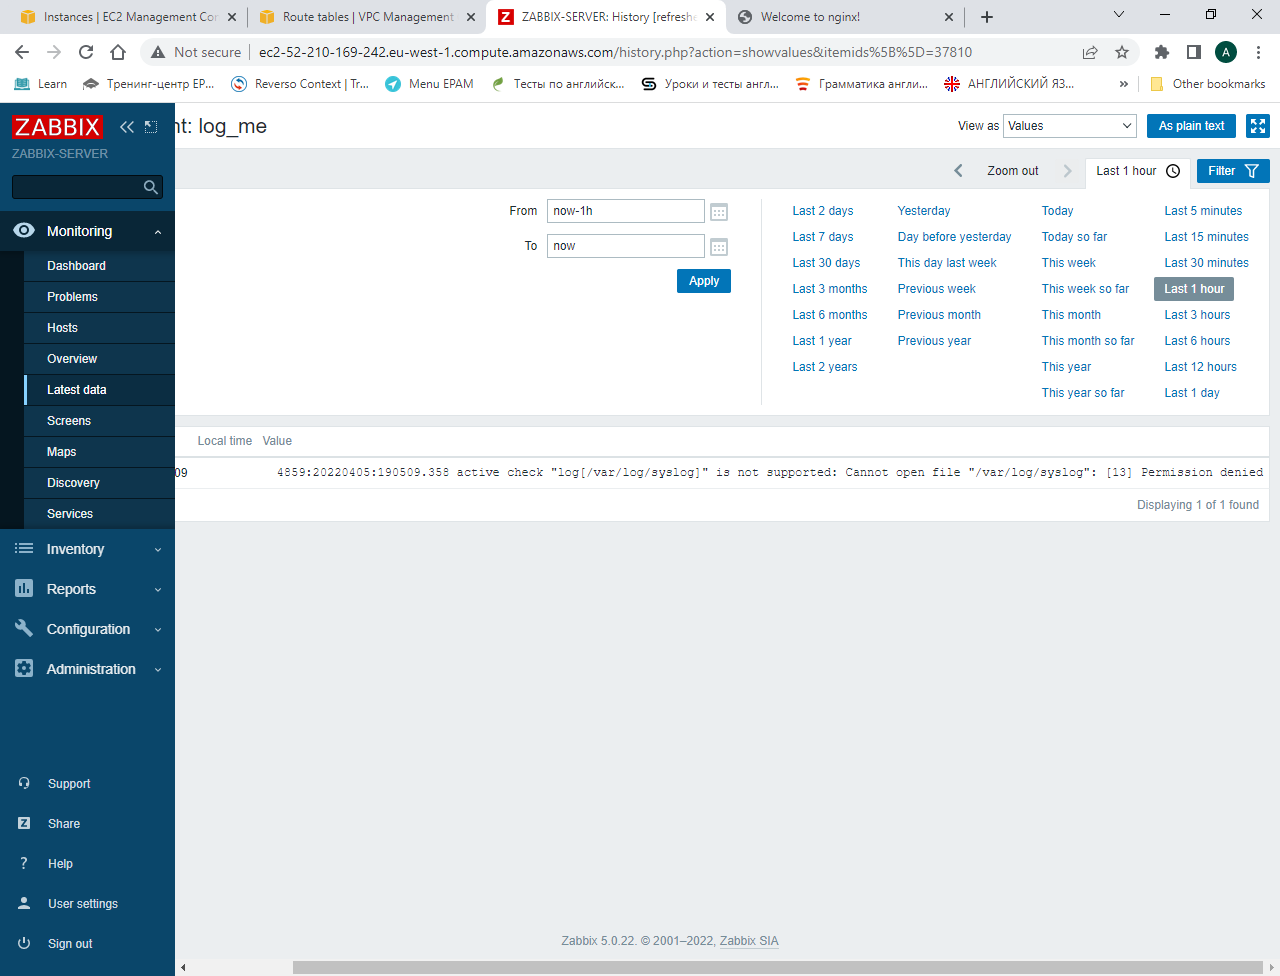 Instances | EC2 Management Con
Route tables | VPC Management
ZABBIX-SERVER: History [refreshe
Welcome to nginx!
Not secure
ec2-52-210-169-242.eu-west-1.compute.amazonaws.com/history.php?action=showvalues&itemids%5B%5D=37810
A
Learn
Тренинг-центр EP...
Reverso Context | Tr...
Menu EPAM
Тесты по английск...
Уроки и тесты англ...
Грамматика англи...
АНГЛИЙСКИЙ ЯЗ...
»
Other bookmarks
ZABBIX
ZABBIX-SERVER
nt: log_me
View as
Values
As plain text
Zoom out
Last 1 hour
Filter
From
now-1h
To
now
Apply
Last 2 days
Yesterday
Today
Last 5 minutes
Last 7 days
Day before yesterday
Today so far
Last 15 minutes
Last 30 days
This day last week
This week
Last 30 minutes
Last 3 months
Previous week
This week so far
Last 1 hour
Last 6 months
Previous month
This month
Last 3 hours
Last 1 year
Previous year
This month so far
Last 6 hours
Last 2 years
This year
Last 12 hours
This year so far
Last 1 day
Monitoring
Dashboard
Problems
Hosts
Overview
Latest data
Screens
Maps
Discovery
Services
Inventory
Reports
Configuration
Administration
Support
Z Share
? Help
User settings
Sign out
Local time
Value
09
4859:20220405:190509.358 active check "log[/var/log/syslog]" is not supported: Cannot open file "/var/log/syslog": [13] Permission denied
Displaying 1 of 1 found
Zabbix 5.0.22. © 2001–2022, Zabbix SIA